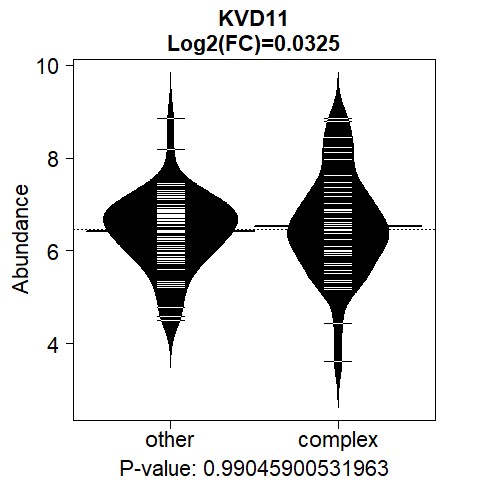 KVD11
Log2(FC)=0.0325
Abundance
10
8
6
4
other complex
P-value: 0.99045900531963